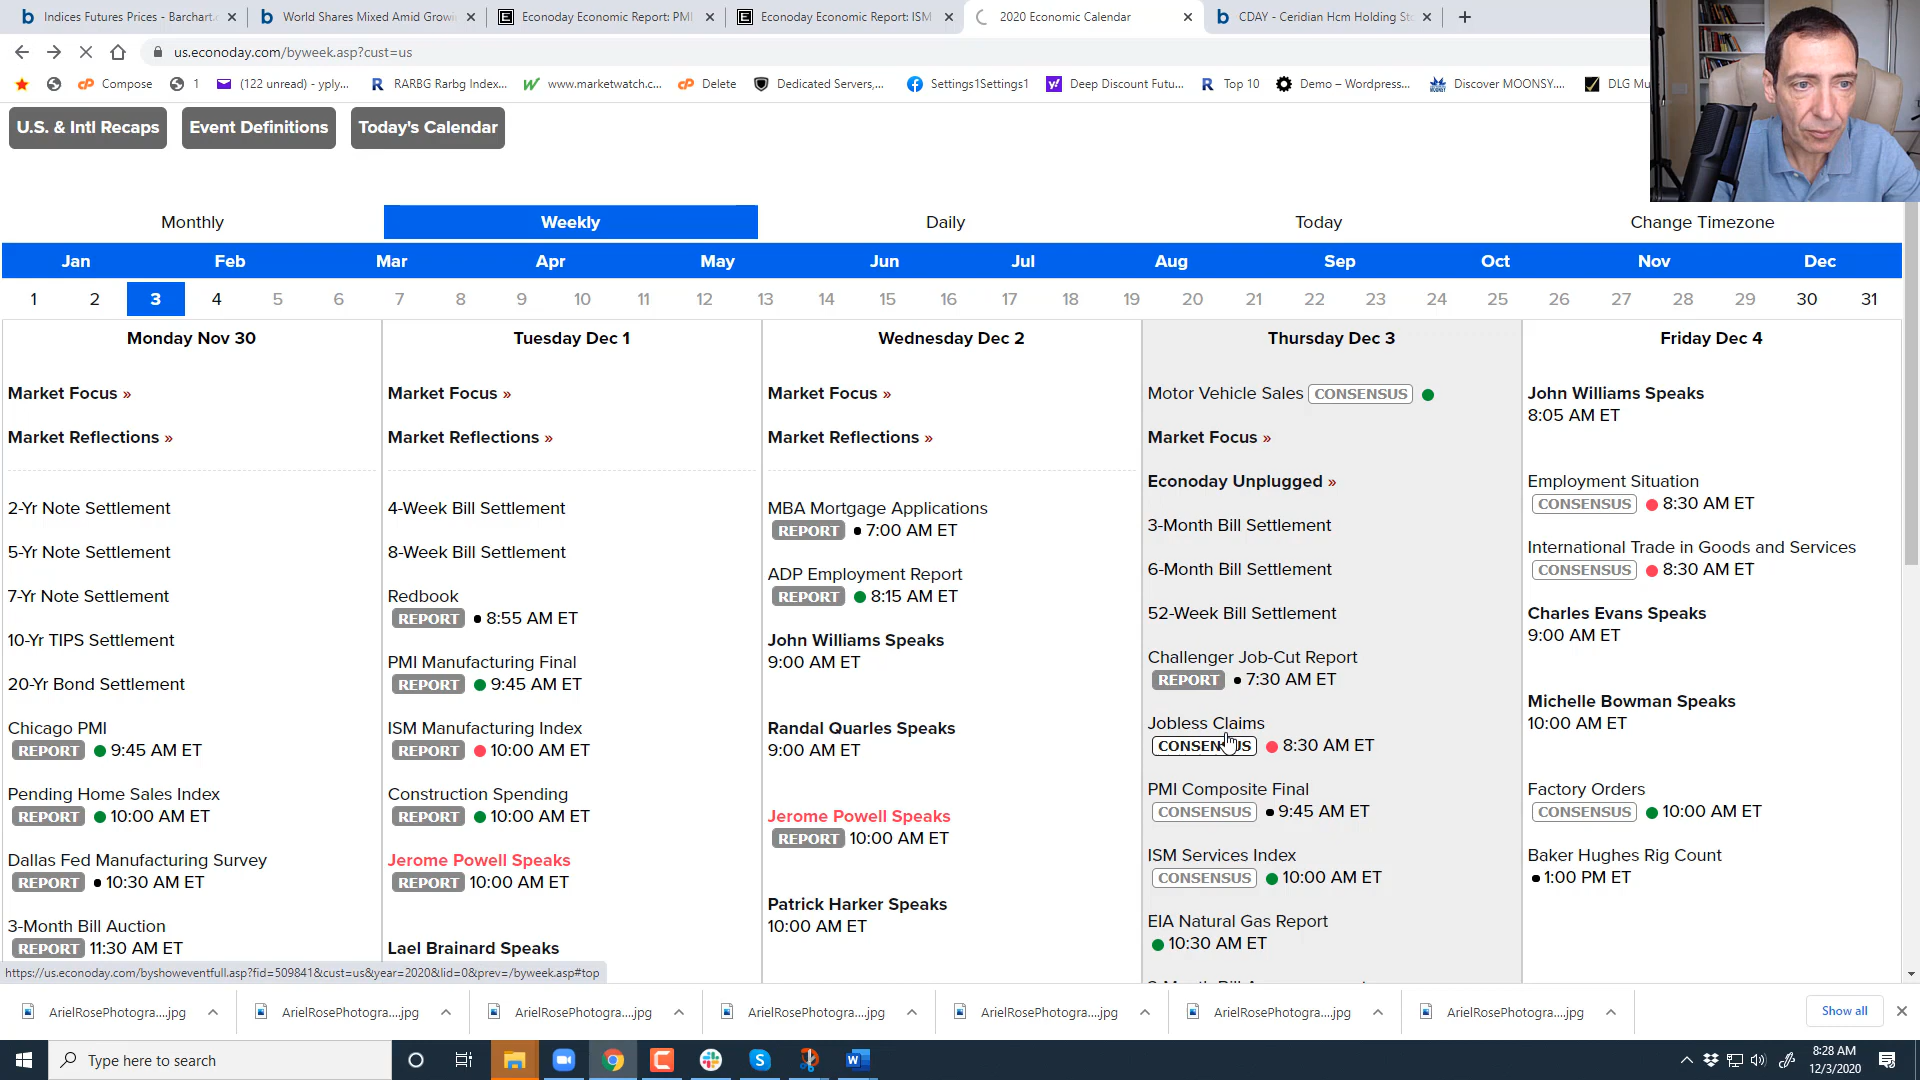 Indices Futures Prices - Barchart.
World Shares Mixed Amid Growi
Econoday Economic Report: PMI
Econoday Economic Report: ISM
2020 Economic Calendar
CDAY - Ceridian Hcm Holding Sto
us.econoday.com/byweek.asp?cust=us
Compose
1
(122 unread) - yply...
RARBG Rarbg Index...
www.marketwatch.c...
Delete
Dedicated Servers,...
Settings1Settings1
Deep Discount Futu...
Top 10
Demo – Wordpress...
Discover MOONSY....
DLG Mu
U.S. & Intl Recaps
Event Definitions
Today's Calendar
Monthly
Weekly
Daily
Today
Change Timezone
Jan Feb Mar Apr May Jun Jul Aug Sep Oct Nov Dec
1 2 3 4 5 6 7 8 9 10 11 12 13 14 15 16 17 18 19 20 21 22 23 24 25 26 27 28 29 30 31
Monday Nov 30
Market Focus »
Market Reflections »
2-Yr Note Settlement
5-Yr Note Settlement
7-Yr Note Settlement
10-Yr TIPS Settlement
20-Yr Bond Settlement
Chicago PMI
REPORT 9:45 AM ET
Pending Home Sales Index
REPORT 10:00 AM ET
Dallas Fed Manufacturing Survey
REPORT 10:30 AM ET
3-Month Bill Auction
REPORT 11:30 AM ET
Tuesday Dec 1
Market Focus »
Market Reflections »
4-Week Bill Settlement
8-Week Bill Settlement
Redbook
REPORT 8:55 AM ET
PMI Manufacturing Final
REPORT 9:45 AM ET
ISM Manufacturing Index
REPORT 10:00 AM ET
Construction Spending
REPORT 10:00 AM ET
Jerome Powell Speaks
REPORT 10:00 AM ET
Lael Brainard Speaks
Wednesday Dec 2
Market Focus »
Market Reflections »
MBA Mortgage Applications
REPORT 7:00 AM ET
ADP Employment Report
REPORT 8:15 AM ET
John Williams Speaks
9:00 AM ET
Randal Quarles Speaks
9:00 AM ET
Jerome Powell Speaks
REPORT 10:00 AM ET
Patrick Harker Speaks
10:00 AM ET
Thursday Dec 3
Motor Vehicle Sales CONSENSUS
Market Focus »
Econoday Unplugged »
3-Month Bill Settlement
6-Month Bill Settlement
52-Week Bill Settlement
Challenger Job-Cut Report
REPORT 7:30 AM ET
Jobless Claims
CONSENSUS 8:30 AM ET
PMI Composite Final
CONSENSUS 9:45 AM ET
ISM Services Index
CONSENSUS 10:00 AM ET
EIA Natural Gas Report
10:30 AM ET
Friday Dec 4
John Williams Speaks
8:05 AM ET
Employment Situation
CONSENSUS 8:30 AM ET
International Trade in Goods and Services
CONSENSUS 8:30 AM ET
Charles Evans Speaks
9:00 AM ET
Michelle Bowman Speaks
10:00 AM ET
Factory Orders
CONSENSUS 10:00 AM ET
Baker Hughes Rig Count
1:00 PM ET
https://us.econoday.com/byshoweventfull.asp?fid=509841&cust=us&year=2020&lid=0&prev=/byweek.asp#top
ArielRosePhotogra....jpg
ArielRosePhotogra....jpg
ArielRosePhotogra....jpg
ArielRosePhotogra....jpg
ArielRosePhotogra....jpg
ArielRosePhotogra....jpg
ArielRosePhotogra....jpg
Show all
Type here to search
8:28 AM
12/3/2020